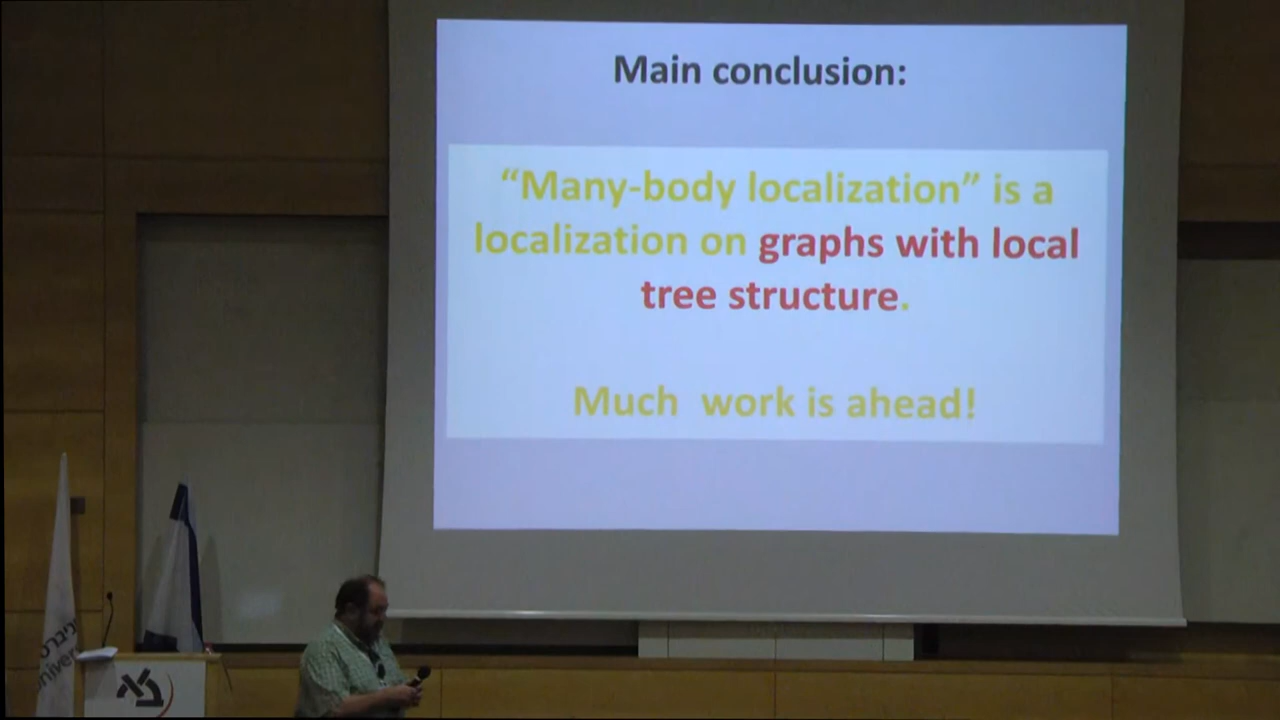 Main conclusion:
“Many-body localization” is a
localization on graphs with local
tree structure.
Much work is ahead!